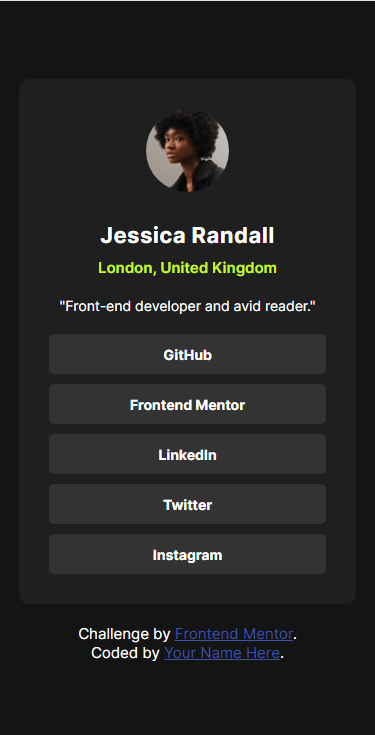 Jessica Randall
London, United Kingdom
"Front-end developer and avid reader."
GitHub
Frontend Mentor
LinkedIn
Twitter
Instagram
Challenge by Frontend Mentor.
Coded by Your Name Here.